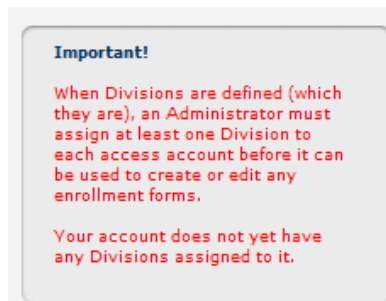 Important!
When Divisions are defined (which
they are), an Administrator must
assign at least one Division to
each access account before it can
be used to create or edit any
enrollment forms.
Your account does not yet have
any Divisions assigned to it.